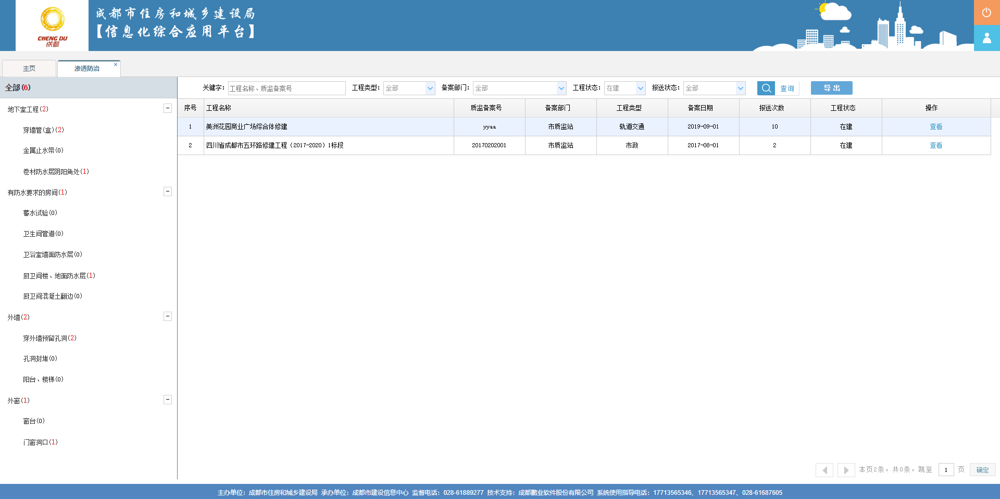 成都市住房和城乡建设局
【信息化综合应用平台】
CHENG DU
成都
主页
渗透防治
全部(6)
关键字: 工程名称、质监备案号 工程类型: 全部 备案部门: 全部 工程状态: 在建 报送状态: 全部 查询 导出
序号 工程名称 质监备案号 备案部门 工程类型 备案日期 报送次数 工程状态 操作
1 美洲花园商业广场综合体修建 yyaa 市质监站 轨道交通 2019-09-01 10 在建 查看
2 四川省成都市五环路修建工程（2017-2020）1标段 20170202001 市质监站 市政 2017-08-01 2 在建 查看
地下室工程(2)
穿墙管(盒)(2)
金属止水带(0)
卷材防水层阴阳角处(1)
有防水要求的房间(1)
蓄水试验(0)
卫生间管道(0)
卫浴室墙面防水层(0)
厨卫间楼、地面防水层(1)
厨卫间混凝土翻边(0)
外墙(2)
穿外墙预留孔洞(2)
孔洞封堵(0)
阳台、楼梯(0)
外窗(1)
窗台(0)
门窗洞口(1)
本页2条，共0条，跳至 1 页 确定
主办单位：成都市住房和城乡建设局 承办单位：成都市建设信息中心 监督电话：028-61889277 技术支持：成都鹏业软件股份有限公司 系统使用指导电话：17713565346、17713565347、028-61687605